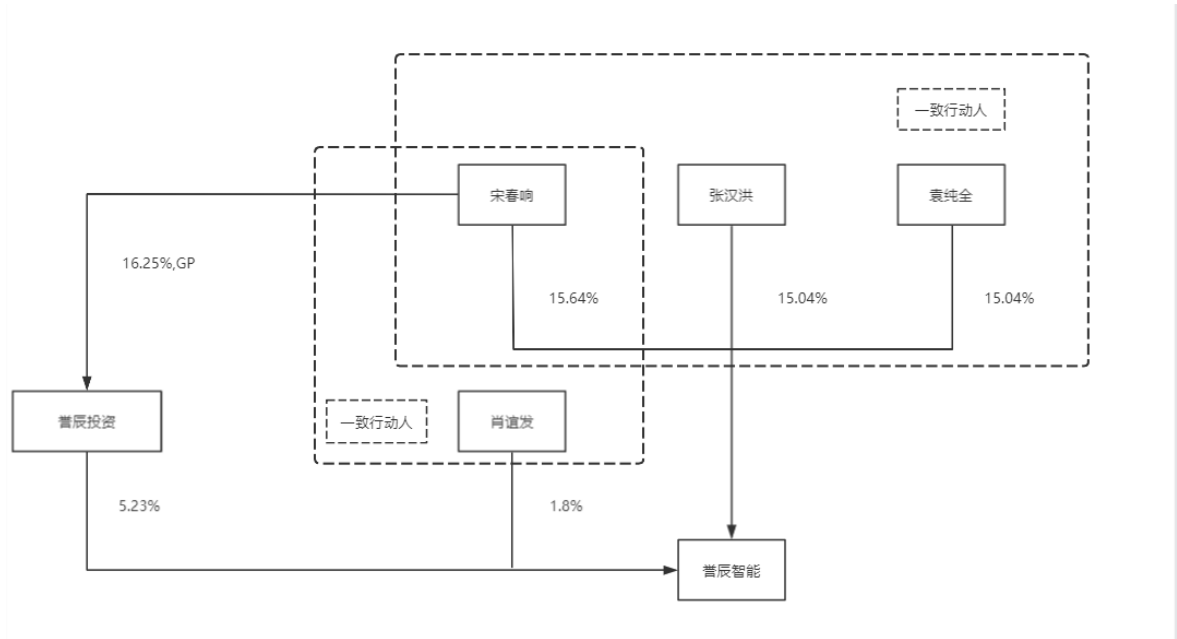 一致行动人
宋春响
张汉洪
袁纯全
16.25%,GP
15.64%
15.04%
15.04%
誉辰投资
一致行动人
肖谊发
5.23%
1.8%
誉辰智能